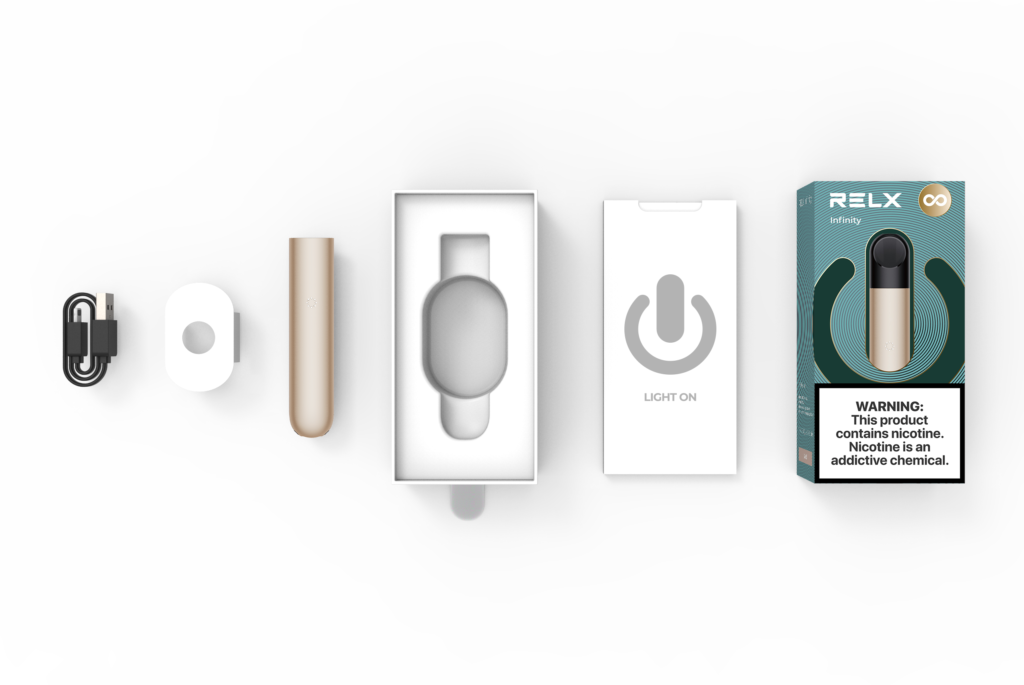 LIGHT ON
RELX
Infinity
WARNING:
This product
contains nicotine.
Nicotine is an
addictive chemical.